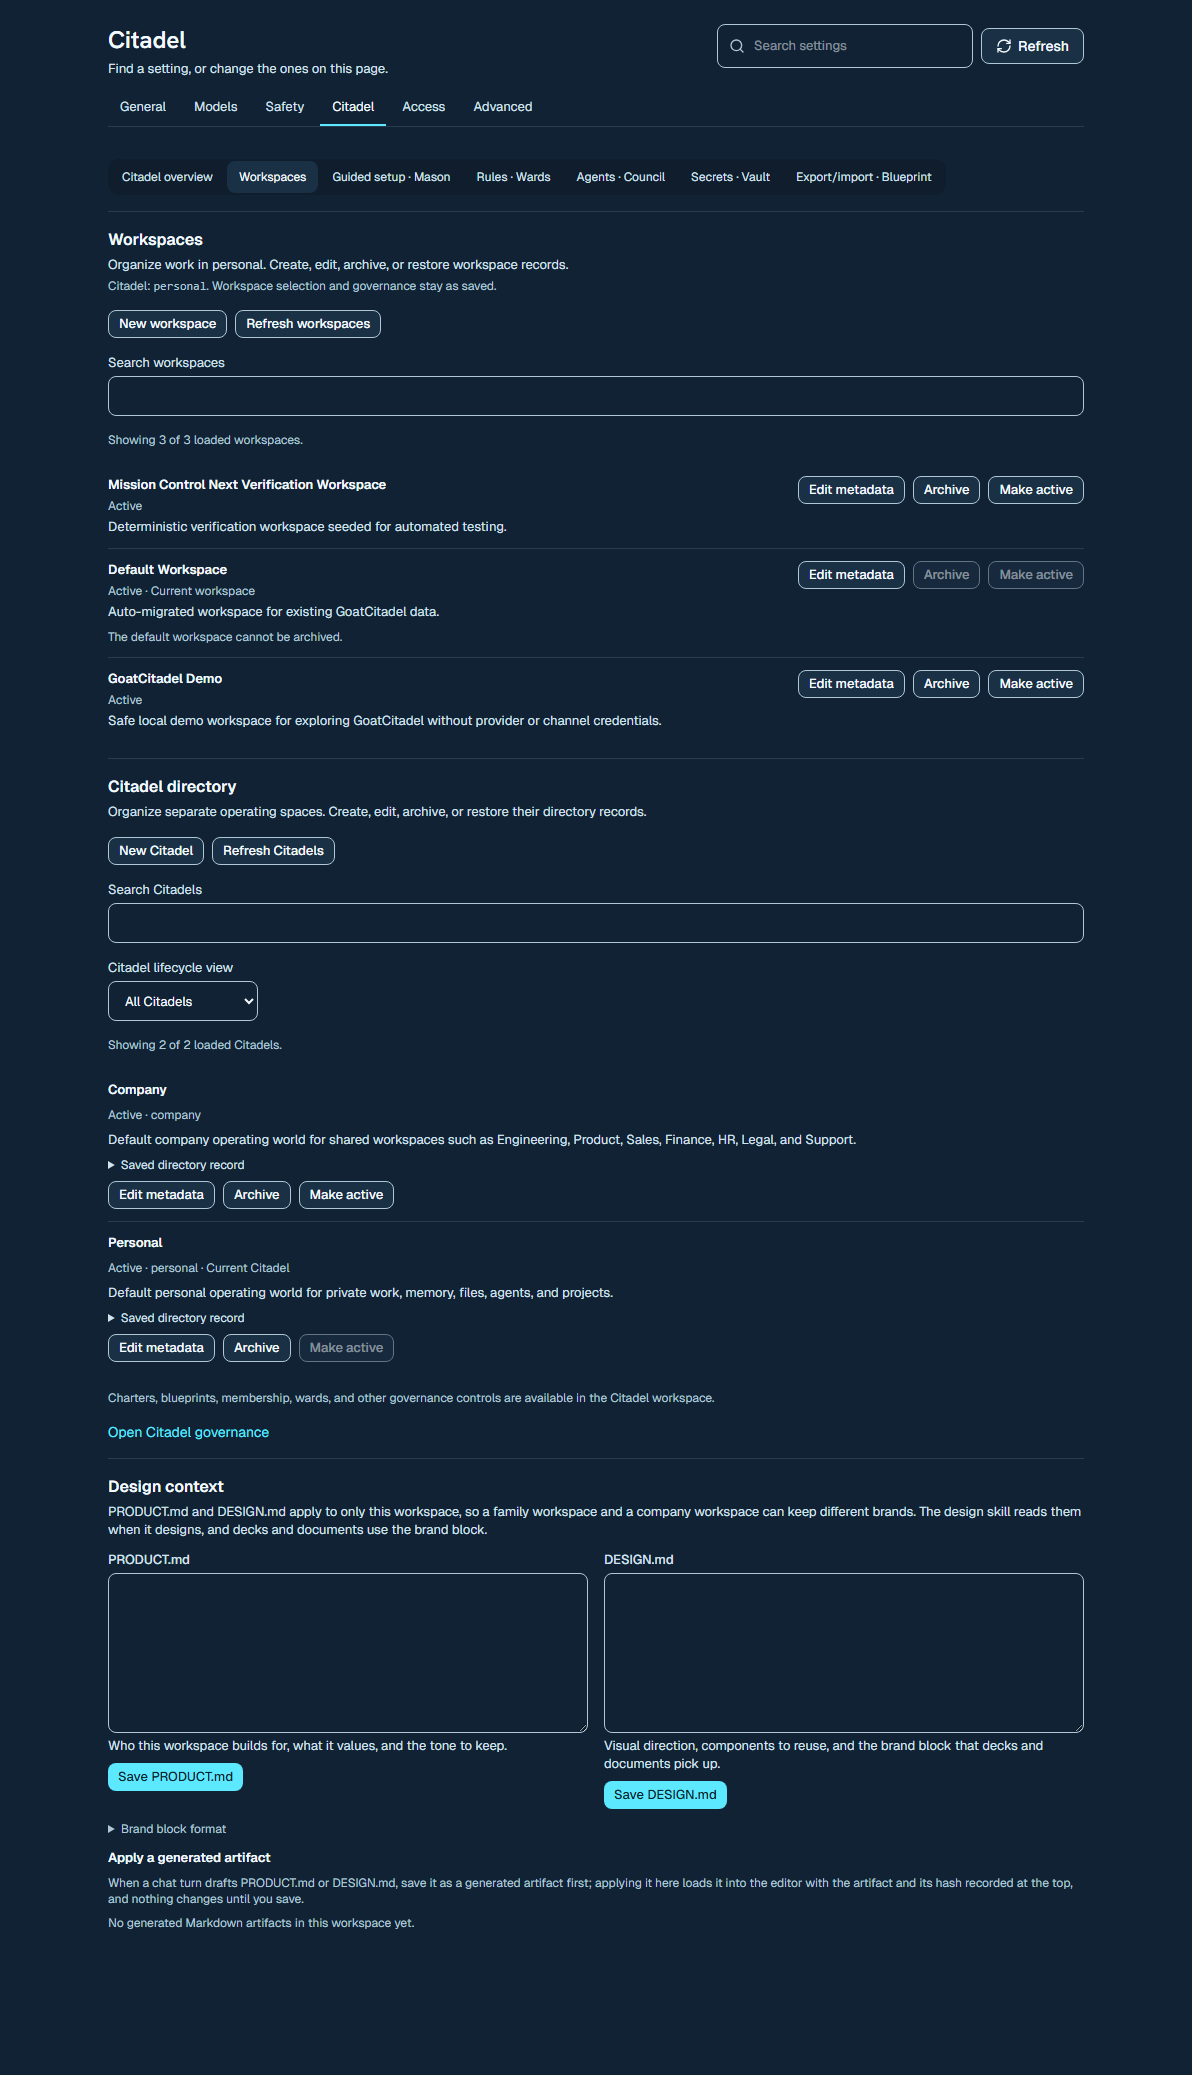 Citadel
Search settings
Refresh
Find a setting, or change the ones on this page.
General
Models
Safety
Citadel
Access
Advanced
Citadel overview
Workspaces
Guided setup · Mason
Rules · Wards
Agents · Council
Secrets · Vault
Export/import · Blueprint
Workspaces
Organize work in personal. Create, edit, archive, or restore workspace records.
Citadel: personal. Workspace selection and governance stay as saved.
New workspace
Refresh workspaces
Search workspaces
Showing 3 of 3 loaded workspaces.
Mission Control Next Verification Workspace
Active
Deterministic verification workspace seeded for automated testing.
Edit metadata
Archive
Make active
Default Workspace
Active · Current workspace
Auto-migrated workspace for existing GoatCitadel data.
The default workspace cannot be archived.
Edit metadata
Archive
Make active
GoatCitadel Demo
Active
Safe local demo workspace for exploring GoatCitadel without provider or channel credentials.
Edit metadata
Archive
Make active
Citadel directory
Organize separate operating spaces. Create, edit, archive, or restore their directory records.
New Citadel
Refresh Citadels
Search Citadels
Citadel lifecycle view
All Citadels
Showing 2 of 2 loaded Citadels.
Company
Active · company
Default company operating world for shared workspaces such as Engineering, Product, Sales, Finance, HR, Legal, and Support.
Saved directory record
Edit metadata
Archive
Make active
Personal
Active · personal · Current Citadel
Default personal operating world for private work, memory, files, agents, and projects.
Saved directory record
Edit metadata
Archive
Make active
Charters, blueprints, membership, wards, and other governance controls are available in the Citadel workspace.
Open Citadel governance
Design context
PRODUCT.md and DESIGN.md apply to only this workspace, so a family workspace and a company workspace can keep different brands. The design skill reads them
when it designs, and decks and documents use the brand block.
PRODUCT.md
Who this workspace builds for, what it values, and the tone to keep.
Save PRODUCT.md
DESIGN.md
Visual direction, components to reuse, and the brand block that decks and
documents pick up.
Save DESIGN.md
Brand block format
Apply a generated artifact
When a chat turn drafts PRODUCT.md or DESIGN.md, save it as a generated artifact first; applying it here loads it into the editor with the artifact and its hash recorded at the top,
and nothing changes until you save.
No generated Markdown artifacts in this workspace yet.